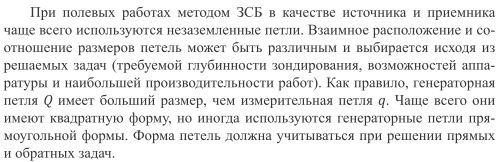 При полевых работах методом ЗСБ в качестве источника и приемника
чаще всего используются незаземленные петли. Взаимное расположение и со-
отношение размеров петель может быть различным и выбирается исходя из
решаемых задач (требуемой глубинности зондирования, возможностей аппа-
ратуры и наибольшей производительности работ). Как правило, генераторная
петля Q имеет больший размер, чем измерительная петля q. Чаще всего они
имеют квадратную форму, но иногда используются генераторные петли пря-
моугольной формы. Форма петель должна учитываться при решении прямых
и обратных задач.